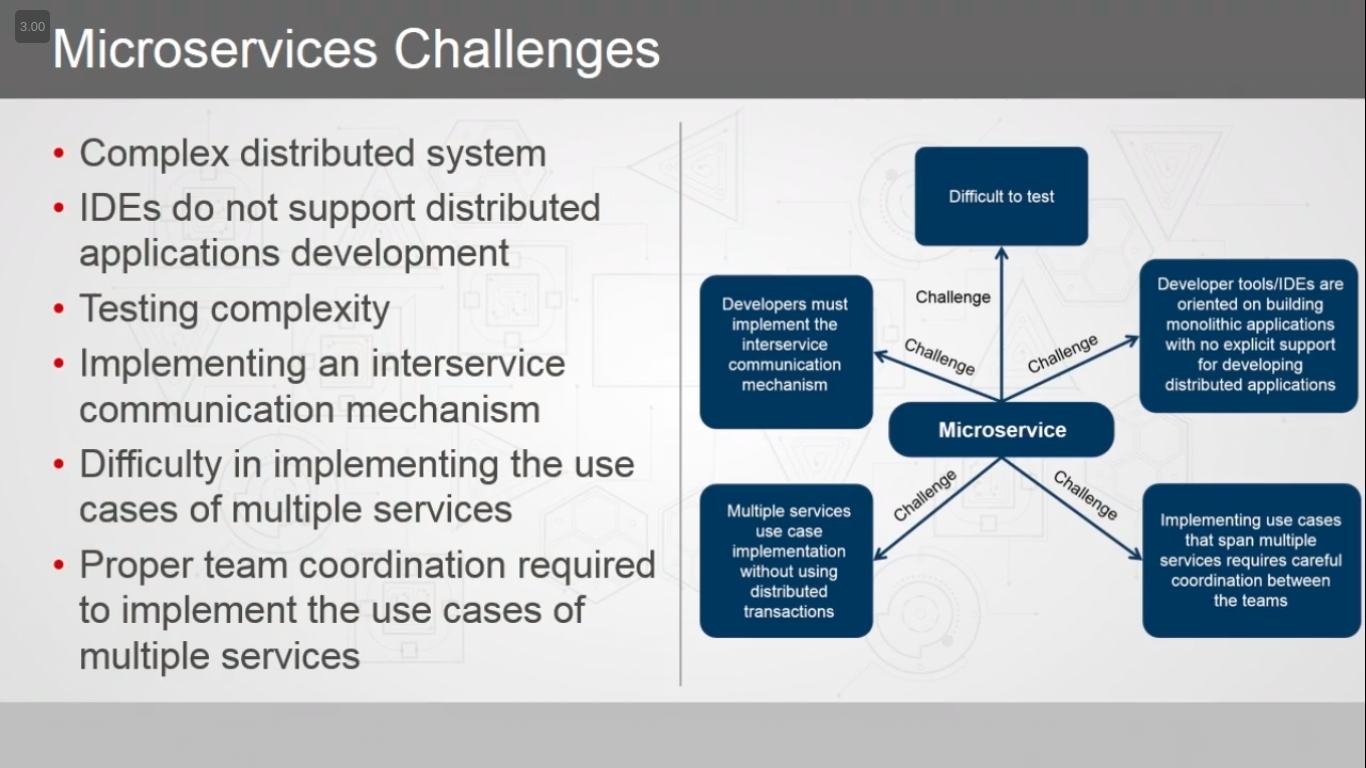 3.00
Microservices Challenges
• Complex distributed system
• IDEs do not support distributed
applications development
• Testing complexity
• Implementing an interservice
communication mechanism
• Difficulty in implementing the use
cases of multiple services
• Proper team coordination required
to implement the use cases of
multiple services
Difficult to test
Challenge
Developers must
implement the
interservice
communication
mechanism
Challenge
Challenge
Developer tools/IDEs are
oriented on building
monolithic applications
with no explicit support
for developing
distributed applications
Microservice
Challenge
Challenge
Multiple services
use case
implementation
without using
distributed
transactions
Implementing use cases
that span multiple
services requires careful
coordination between
the teams